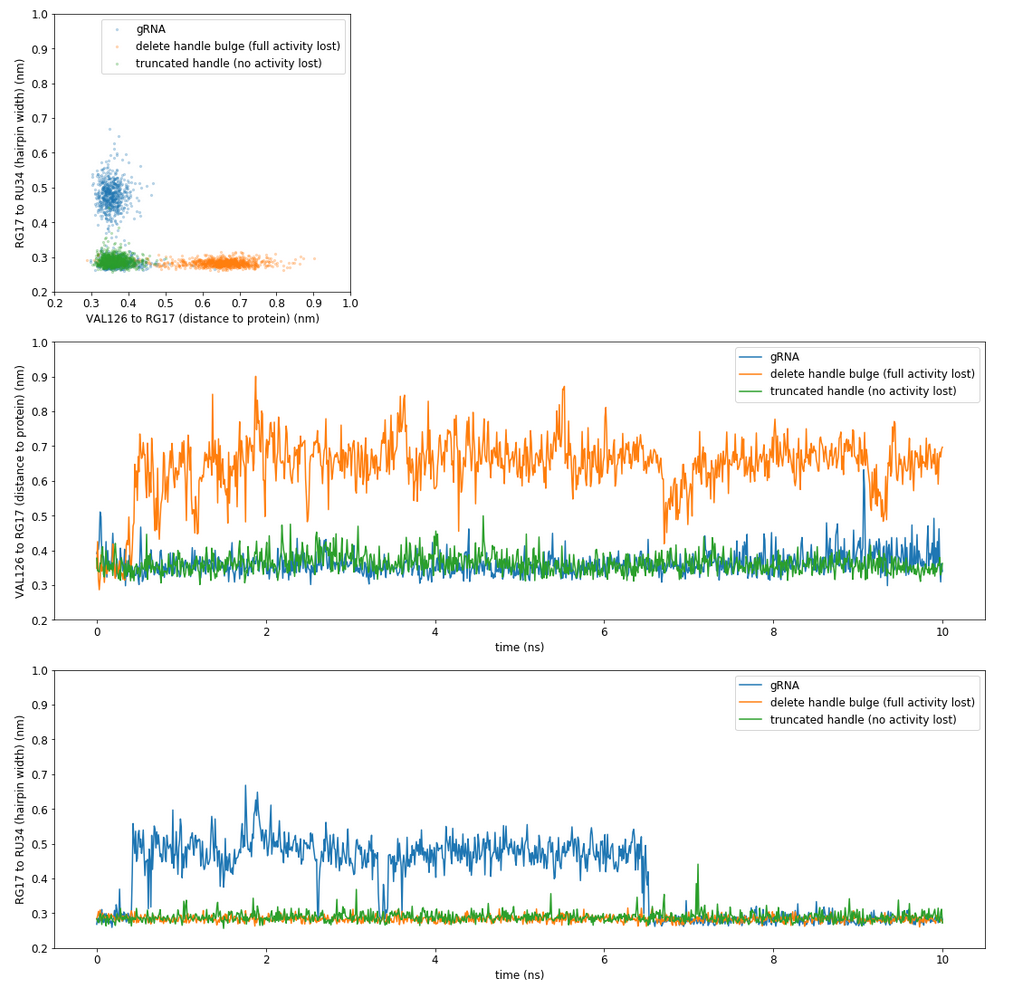 1.0
0.9
0.8
0.7
0.6
0.5
0.4
0.3
0.2
RG17 to RU34 (hairpin width) (nm)
gRNA
delete handle bulge (full activity lost)
truncated handle (no activity lost)
0.2 0.3 0.4 0.5 0.6 0.7 0.8 0.9 1.0
VAL126 to RG17 (distance to protein) (nm)
1.0
0.9
0.8
0.7
0.6
0.5
0.4
0.3
0.2
VAL126 to RG17 (distance to protein) (nm)
gRNA
delete handle bulge (full activity lost)
truncated handle (no activity lost)
0 2 4 6 8 10
time (ns)
1.0
0.9
0.8
0.7
0.6
0.5
0.4
0.3
0.2
RG17 to RU34 (hairpin width) (nm)
gRNA
delete handle bulge (full activity lost)
truncated handle (no activity lost)
0 2 4 6 8 10
time (ns)